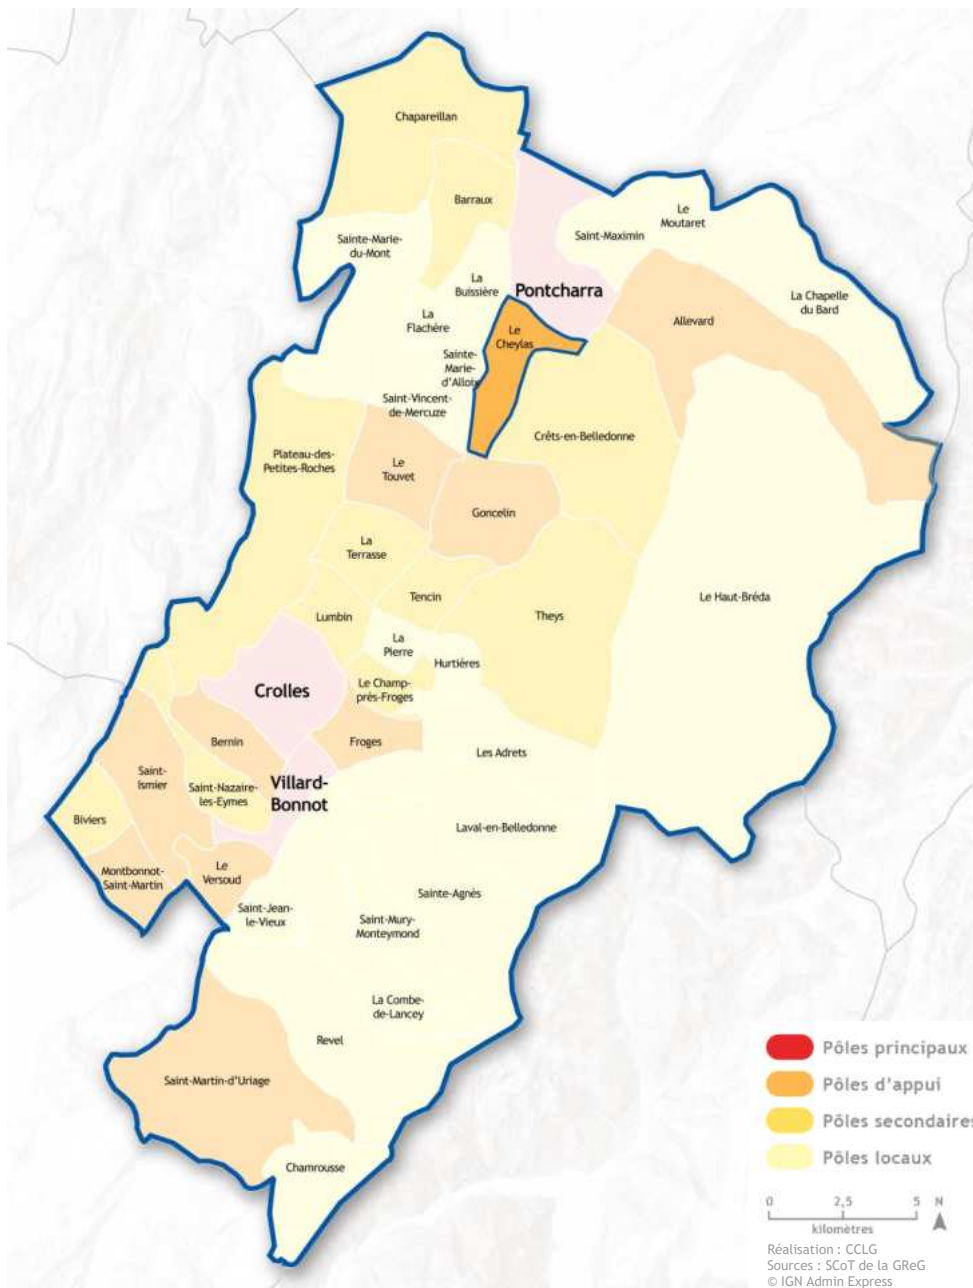 Chapareillan
Barraux
Le
Moutaret
Saint-Maximin
Sainte-Marie-
du-Mont
La
Buissière
Pontcharra
La Chapelle
du Bard
La
Flachère
Le
Cheylas
Allevard
Sainte-
Marie-
d'Alloix
Saint-Vincent-
de-Mercuze
Crêts-en-Belledonne
Plateau-des-
Petites-Roches
Le
Touvet
Goncelin
La
Terrasse
Tencin
Le Haut-Bréda
Lumbin
Theys
La
Pierre
Hurtières
Crolles
Le Champ-
près-Froges
Bernin
Froges
Les Adrets
Saint-
Ismier
Saint-Nazaire-
les-Eymes
Villard-
Bonnot
Biviers
Laval-en-Belledonne
Montbonnot-
Saint-Martin
Le
Versoud
Sainte-Agnès
Saint-Jean-
le-Vieux
Saint-Mury-
Monteymond
La Combe-
de-Lancey
Revel
Saint-Martin-d'Uriage
Chamrousse
Pôles principaux
Pôles d'appui
Pôles secondaires
Pôles locaux
0 2,5 5 N
kilomètres
Réalisation : CCLG
Sources : SCoT de la GReG
© IGN Admin Express